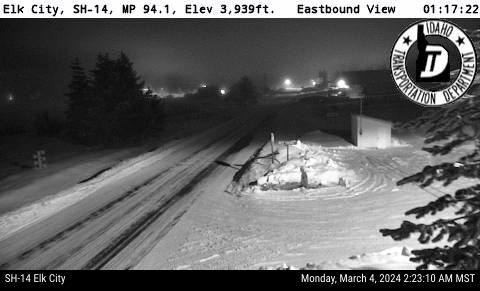 Elk City, SH-14, MP 94.1, Elev 3,939ft. Eastbound View 01:17:22
IDAHO
TRANSPORTATION DEPARTMENT
SH-14 Elk City Monday, March 4, 2024 2:23:10 AM MST